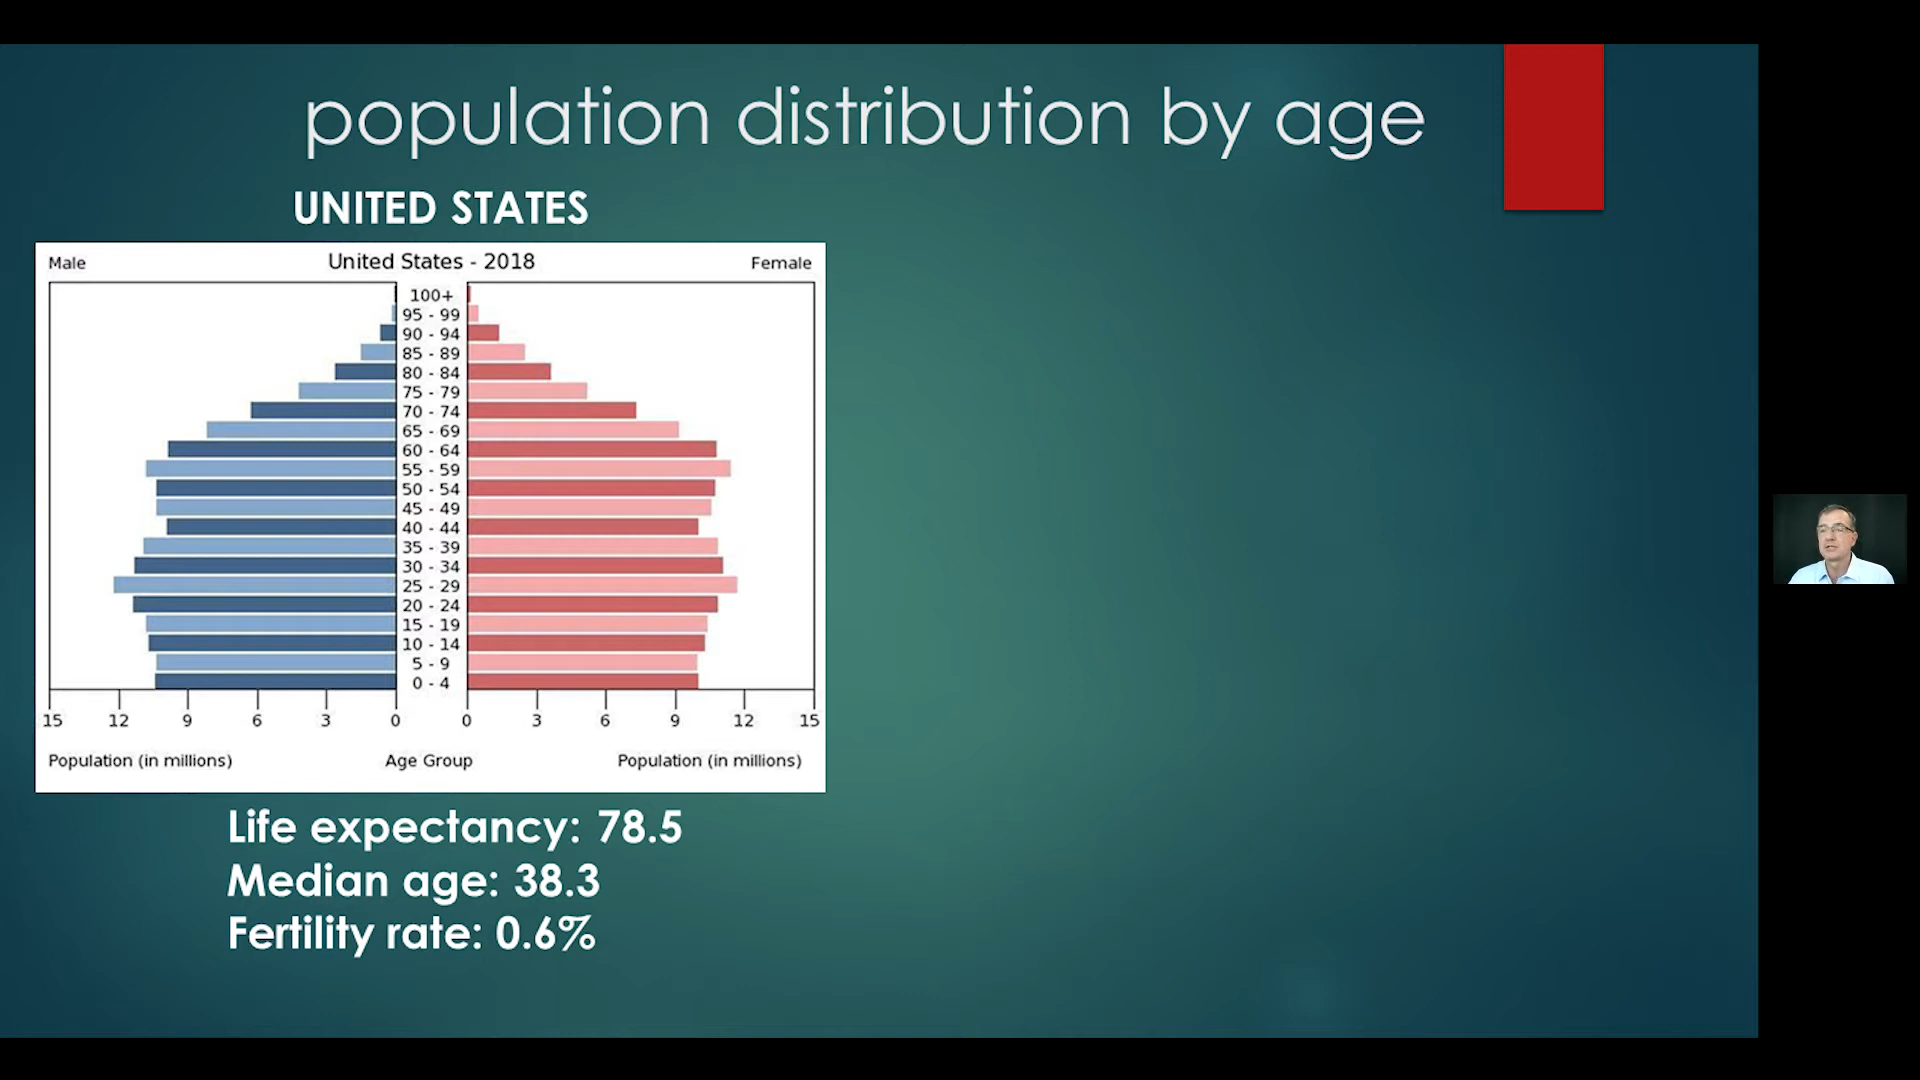 population distribution by age
UNITED STATES
Male United States - 2018 Female
100+
95 - 99
90 - 94
85 - 89
80 - 84
75 - 79
70 - 74
65 - 69
60 - 64
55 - 59
50 - 54
45 - 49
40 - 44
35 - 39
30 - 34
25 - 29
20 - 24
15 - 19
10 - 14
5 - 9
0 - 4
15 12 9 6 3 0 0 3 6 9 12 15
Population (in millions) Age Group Population (in millions)
Life expectancy: 78.5
Median age: 38.3
Fertility rate: 0.6%